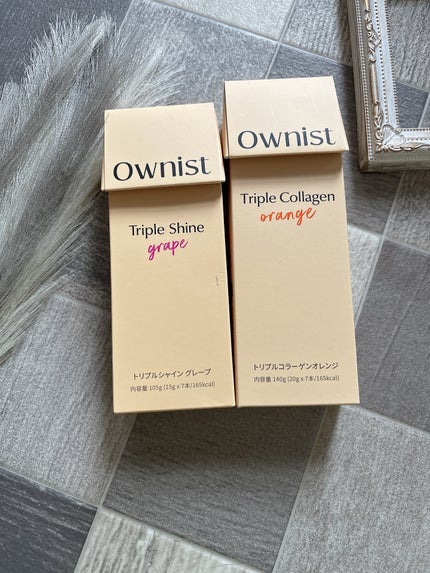 Ownist
Triple Shine
grape
トリプルシャイン グレープ
内容量 105g (15g x 7本/165kcal)
Ownist
Triple Collagen
orange
トリプルコラーゲンオレンジ
内容量 140g (20g x 7本/165kcal)